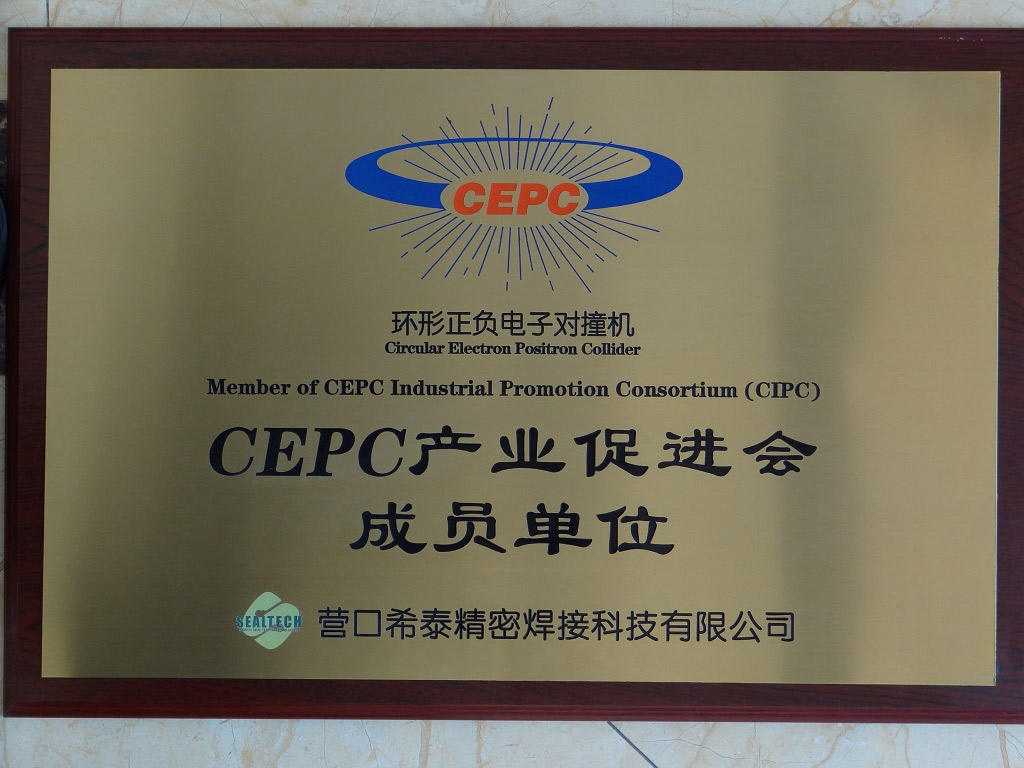 CEPC
环形正负电子对撞机
Circular Electron Positron Collider
Member of CEPC Industrial Promotion Consortium (CIPC)
CEPC产业促进会
成员单位
SEALTECH
营口希泰精密焊接科技有限公司